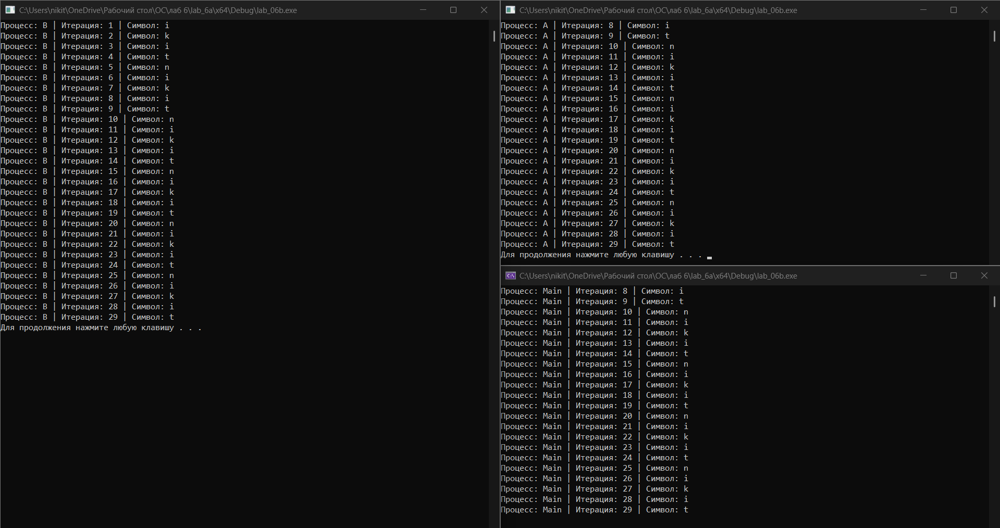 C:\Users\nikit\OneDrive\Рабочий стол\ОС\лаб 6\lab_6a\x64\Debug\lab_06b.exe
Процесс: B | Итерация: 1 | Символ: i
Процесс: B | Итерация: 2 | Символ: k
Процесс: B | Итерация: 3 | Символ: i
Процесс: B | Итерация: 4 | Символ: t
Процесс: B | Итерация: 5 | Символ: n
Процесс: B | Итерация: 6 | Символ: i
Процесс: B | Итерация: 7 | Символ: k
Процесс: B | Итерация: 8 | Символ: i
Процесс: B | Итерация: 9 | Символ: t
Процесс: B | Итерация: 10 | Символ: n
Процесс: B | Итерация: 11 | Символ: i
Процесс: B | Итерация: 12 | Символ: k
Процесс: B | Итерация: 13 | Символ: i
Процесс: B | Итерация: 14 | Символ: t
Процесс: B | Итерация: 15 | Символ: n
Процесс: B | Итерация: 16 | Символ: i
Процесс: B | Итерация: 17 | Символ: k
Процесс: B | Итерация: 18 | Символ: i
Процесс: B | Итерация: 19 | Символ: t
Процесс: B | Итерация: 20 | Символ: n
Процесс: B | Итерация: 21 | Символ: i
Процесс: B | Итерация: 22 | Символ: k
Процесс: B | Итерация: 23 | Символ: i
Процесс: B | Итерация: 24 | Символ: t
Процесс: B | Итерация: 25 | Символ: n
Процесс: B | Итерация: 26 | Символ: i
Процесс: B | Итерация: 27 | Символ: k
Процесс: B | Итерация: 28 | Символ: i
Процесс: B | Итерация: 29 | Символ: t
Для продолжения нажмите любую клавишу . . .
C:\Users\nikit\OneDrive\Рабочий стол\ОС\лаб 6\lab_6a\x64\Debug\lab_06b.exe
Процесс: A | Итерация: 8 | Символ: i
Процесс: A | Итерация: 9 | Символ: t
Процесс: A | Итерация: 10 | Символ: n
Процесс: A | Итерация: 11 | Символ: i
Процесс: A | Итерация: 12 | Символ: k
Процесс: A | Итерация: 13 | Символ: i
Процесс: A | Итерация: 14 | Символ: t
Процесс: A | Итерация: 15 | Символ: n
Процесс: A | Итерация: 16 | Символ: i
Процесс: A | Итерация: 17 | Символ: k
Процесс: A | Итерация: 18 | Символ: i
Процесс: A | Итерация: 19 | Символ: t
Процесс: A | Итерация: 20 | Символ: n
Процесс: A | Итерация: 21 | Символ: i
Процесс: A | Итерация: 22 | Символ: k
Процесс: A | Итерация: 23 | Символ: i
Процесс: A | Итерация: 24 | Символ: t
Процесс: A | Итерация: 25 | Символ: n
Процесс: A | Итерация: 26 | Символ: i
Процесс: A | Итерация: 27 | Символ: k
Процесс: A | Итерация: 28 | Символ: i
Процесс: A | Итерация: 29 | Символ: t
Для продолжения нажмите любую клавишу . . .
C:\Users\nikit\OneDrive\Рабочий стол\ОС\лаб 6\lab_6a\x64\Debug\lab_06b.exe
Процесс: Main | Итерация: 8 | Символ: i
Процесс: Main | Итерация: 9 | Символ: t
Процесс: Main | Итерация: 10 | Символ: n
Процесс: Main | Итерация: 11 | Символ: i
Процесс: Main | Итерация: 12 | Символ: k
Процесс: Main | Итерация: 13 | Символ: i
Процесс: Main | Итерация: 14 | Символ: t
Процесс: Main | Итерация: 15 | Символ: n
Процесс: Main | Итерация: 16 | Символ: i
Процесс: Main | Итерация: 17 | Символ: k
Процесс: Main | Итерация: 18 | Символ: i
Процесс: Main | Итерация: 19 | Символ: t
Процесс: Main | Итерация: 20 | Символ: n
Процесс: Main | Итерация: 21 | Символ: i
Процесс: Main | Итерация: 22 | Символ: k
Процесс: Main | Итерация: 23 | Символ: i
Процесс: Main | Итерация: 24 | Символ: t
Процесс: Main | Итерация: 25 | Символ: n
Процесс: Main | Итерация: 26 | Символ: i
Процесс: Main | Итерация: 27 | Символ: k
Процесс: Main | Итерация: 28 | Символ: i
Процесс: Main | Итерация: 29 | Символ: t